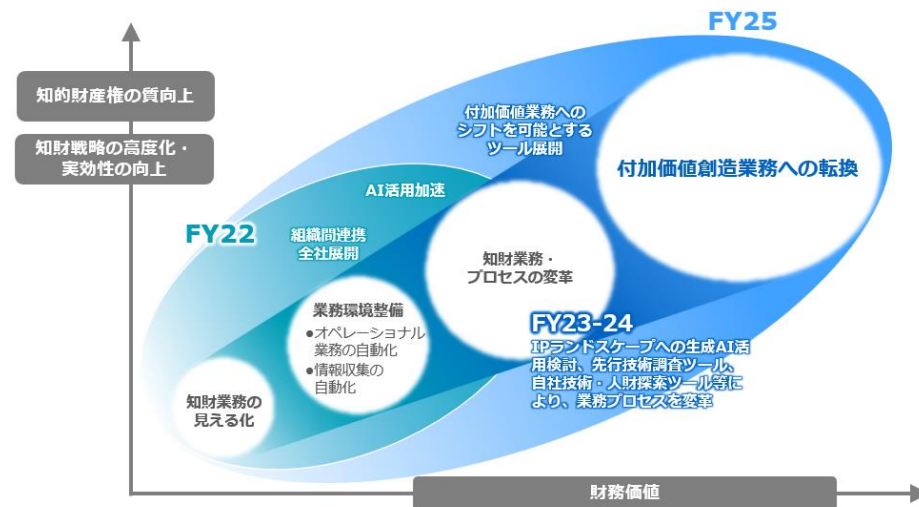 FY25
知的財産権の質向上
知財戦略の高度化・
実効性の向上
付加価値業務への
シフトを可能とする
ツール展開
付加価値創造業務への転換
AI活用加速
FY22
組織間連携
全社展開
知財業務・
プロセスの変革
業務環境整備
●オペレーショナル
業務の自動化
●情報収集の
自動化
FY23-24
IPランドスケープへの生成AI活
用検討、先行技術調査ツール、
自社技術・人財探索ツール等に
より、業務プロセスを変革
知財業務の
見える化
財務価値